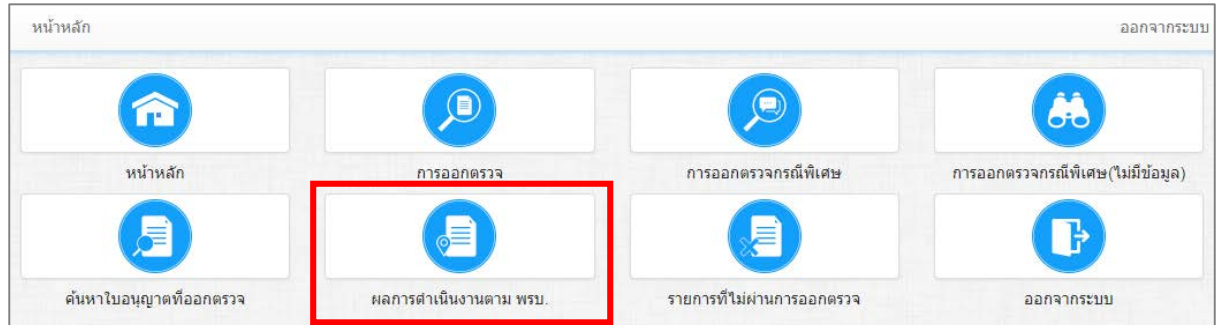 หน้าหลัก ออกจากระบบ
หน้าหลัก การออกตรวจ การออกตรวจกรณีพิเศษ การออกตรวจกรณีพิเศษ(ไม่มีข้อมูล)
ค้นหาใบอนุญาตที่ออกตรวจ ผลการดำเนินงานตาม พรบ. รายการที่ไม่ผ่านการออกตรวจ ออกจากระบบ